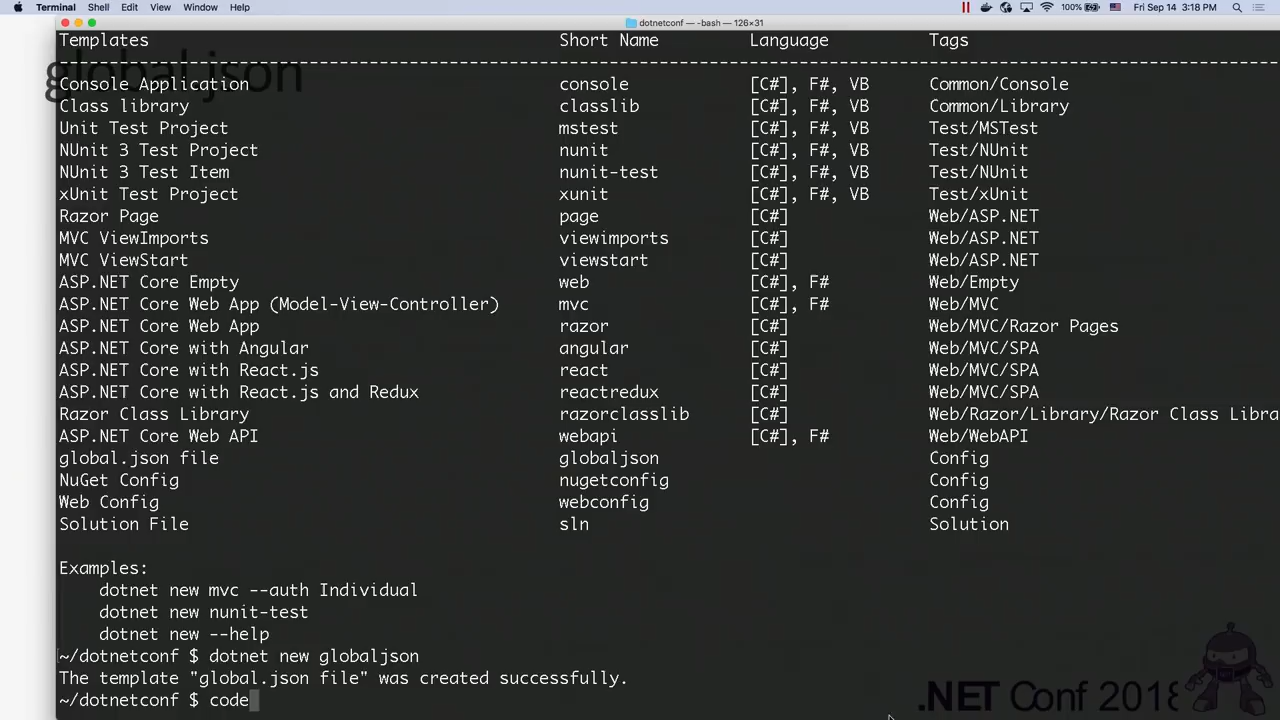 Terminal Shell Edit View Window Help 100% Fri Sep 14 3:18 PM
dotnetconf — -bash — 126×31
global.json
Templates Short Name Language Tags
--------------------------------------------------------------------------------------------------------------------------
Console Application console [C#], F#, VB Common/Console
Class library classlib [C#], F#, VB Common/Library
Unit Test Project mstest [C#], F#, VB Test/MSTest
NUnit 3 Test Project nunit [C#], F#, VB Test/NUnit
NUnit 3 Test Item nunit-test [C#], F#, VB Test/NUnit
xUnit Test Project xunit [C#], F#, VB Test/xUnit
Razor Page page [C#] Web/ASP.NET
MVC ViewImports viewimports [C#] Web/ASP.NET
MVC ViewStart viewstart [C#] Web/ASP.NET
ASP.NET Core Empty web [C#], F# Web/Empty
ASP.NET Core Web App (Model-View-Controller) mvc [C#], F# Web/MVC
ASP.NET Core Web App razor [C#] Web/MVC/Razor Pages
ASP.NET Core with Angular angular [C#] Web/MVC/SPA
ASP.NET Core with React.js react [C#] Web/MVC/SPA
ASP.NET Core with React.js and Redux reactredux [C#] Web/MVC/SPA
Razor Class Library razorclasslib [C#] Web/Razor/Library/Razor Class Libra
ASP.NET Core Web API webapi [C#], F# Web/WebAPI
global.json file globaljson Config
NuGet Config nugetconfig Config
Web Config webconfig Config
Solution File sln Solution
Examples:
dotnet new mvc --auth Individual
dotnet new nunit-test
dotnet new --help
~/dotnetconf $ dotnet new globaljson
The template "global.json file" was created successfully.
~/dotnetconf $ code
.NET Conf 2018